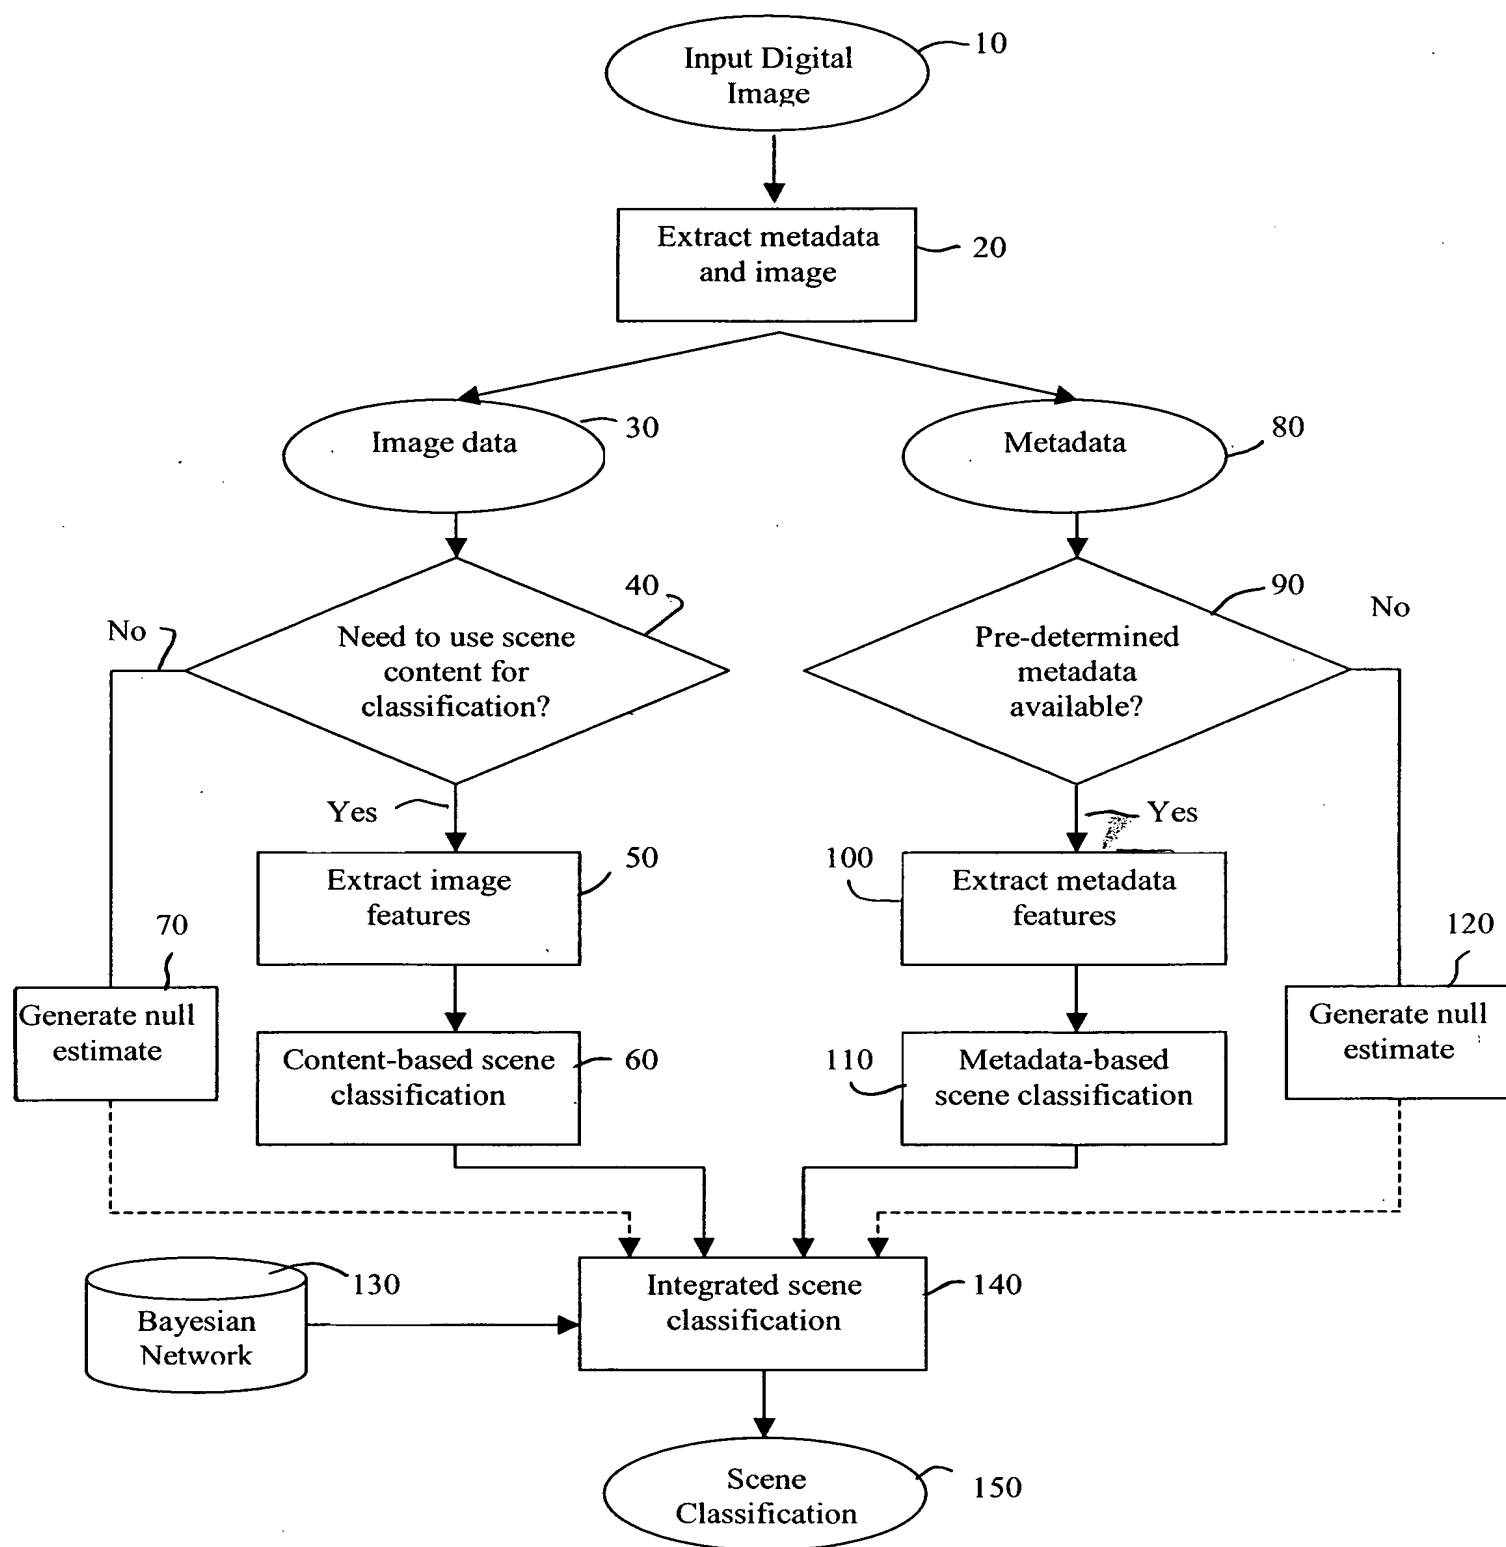 Input Digital
Image
10
Extract metadata
and image
20
Image data
30
Metadata
80
Need to use scene
content for
classification?
40
No
Pre-determined
metadata
available?
90
No
Yes
Yes
Extract image
features
50
100
Extract metadata
features
70
Generate null
estimate
120
Generate null
estimate
Content-based scene
classification
60
110
Metadata-based
scene classification
130
Bayesian
Network
Integrated scene
classification
140
Scene
Classification
150